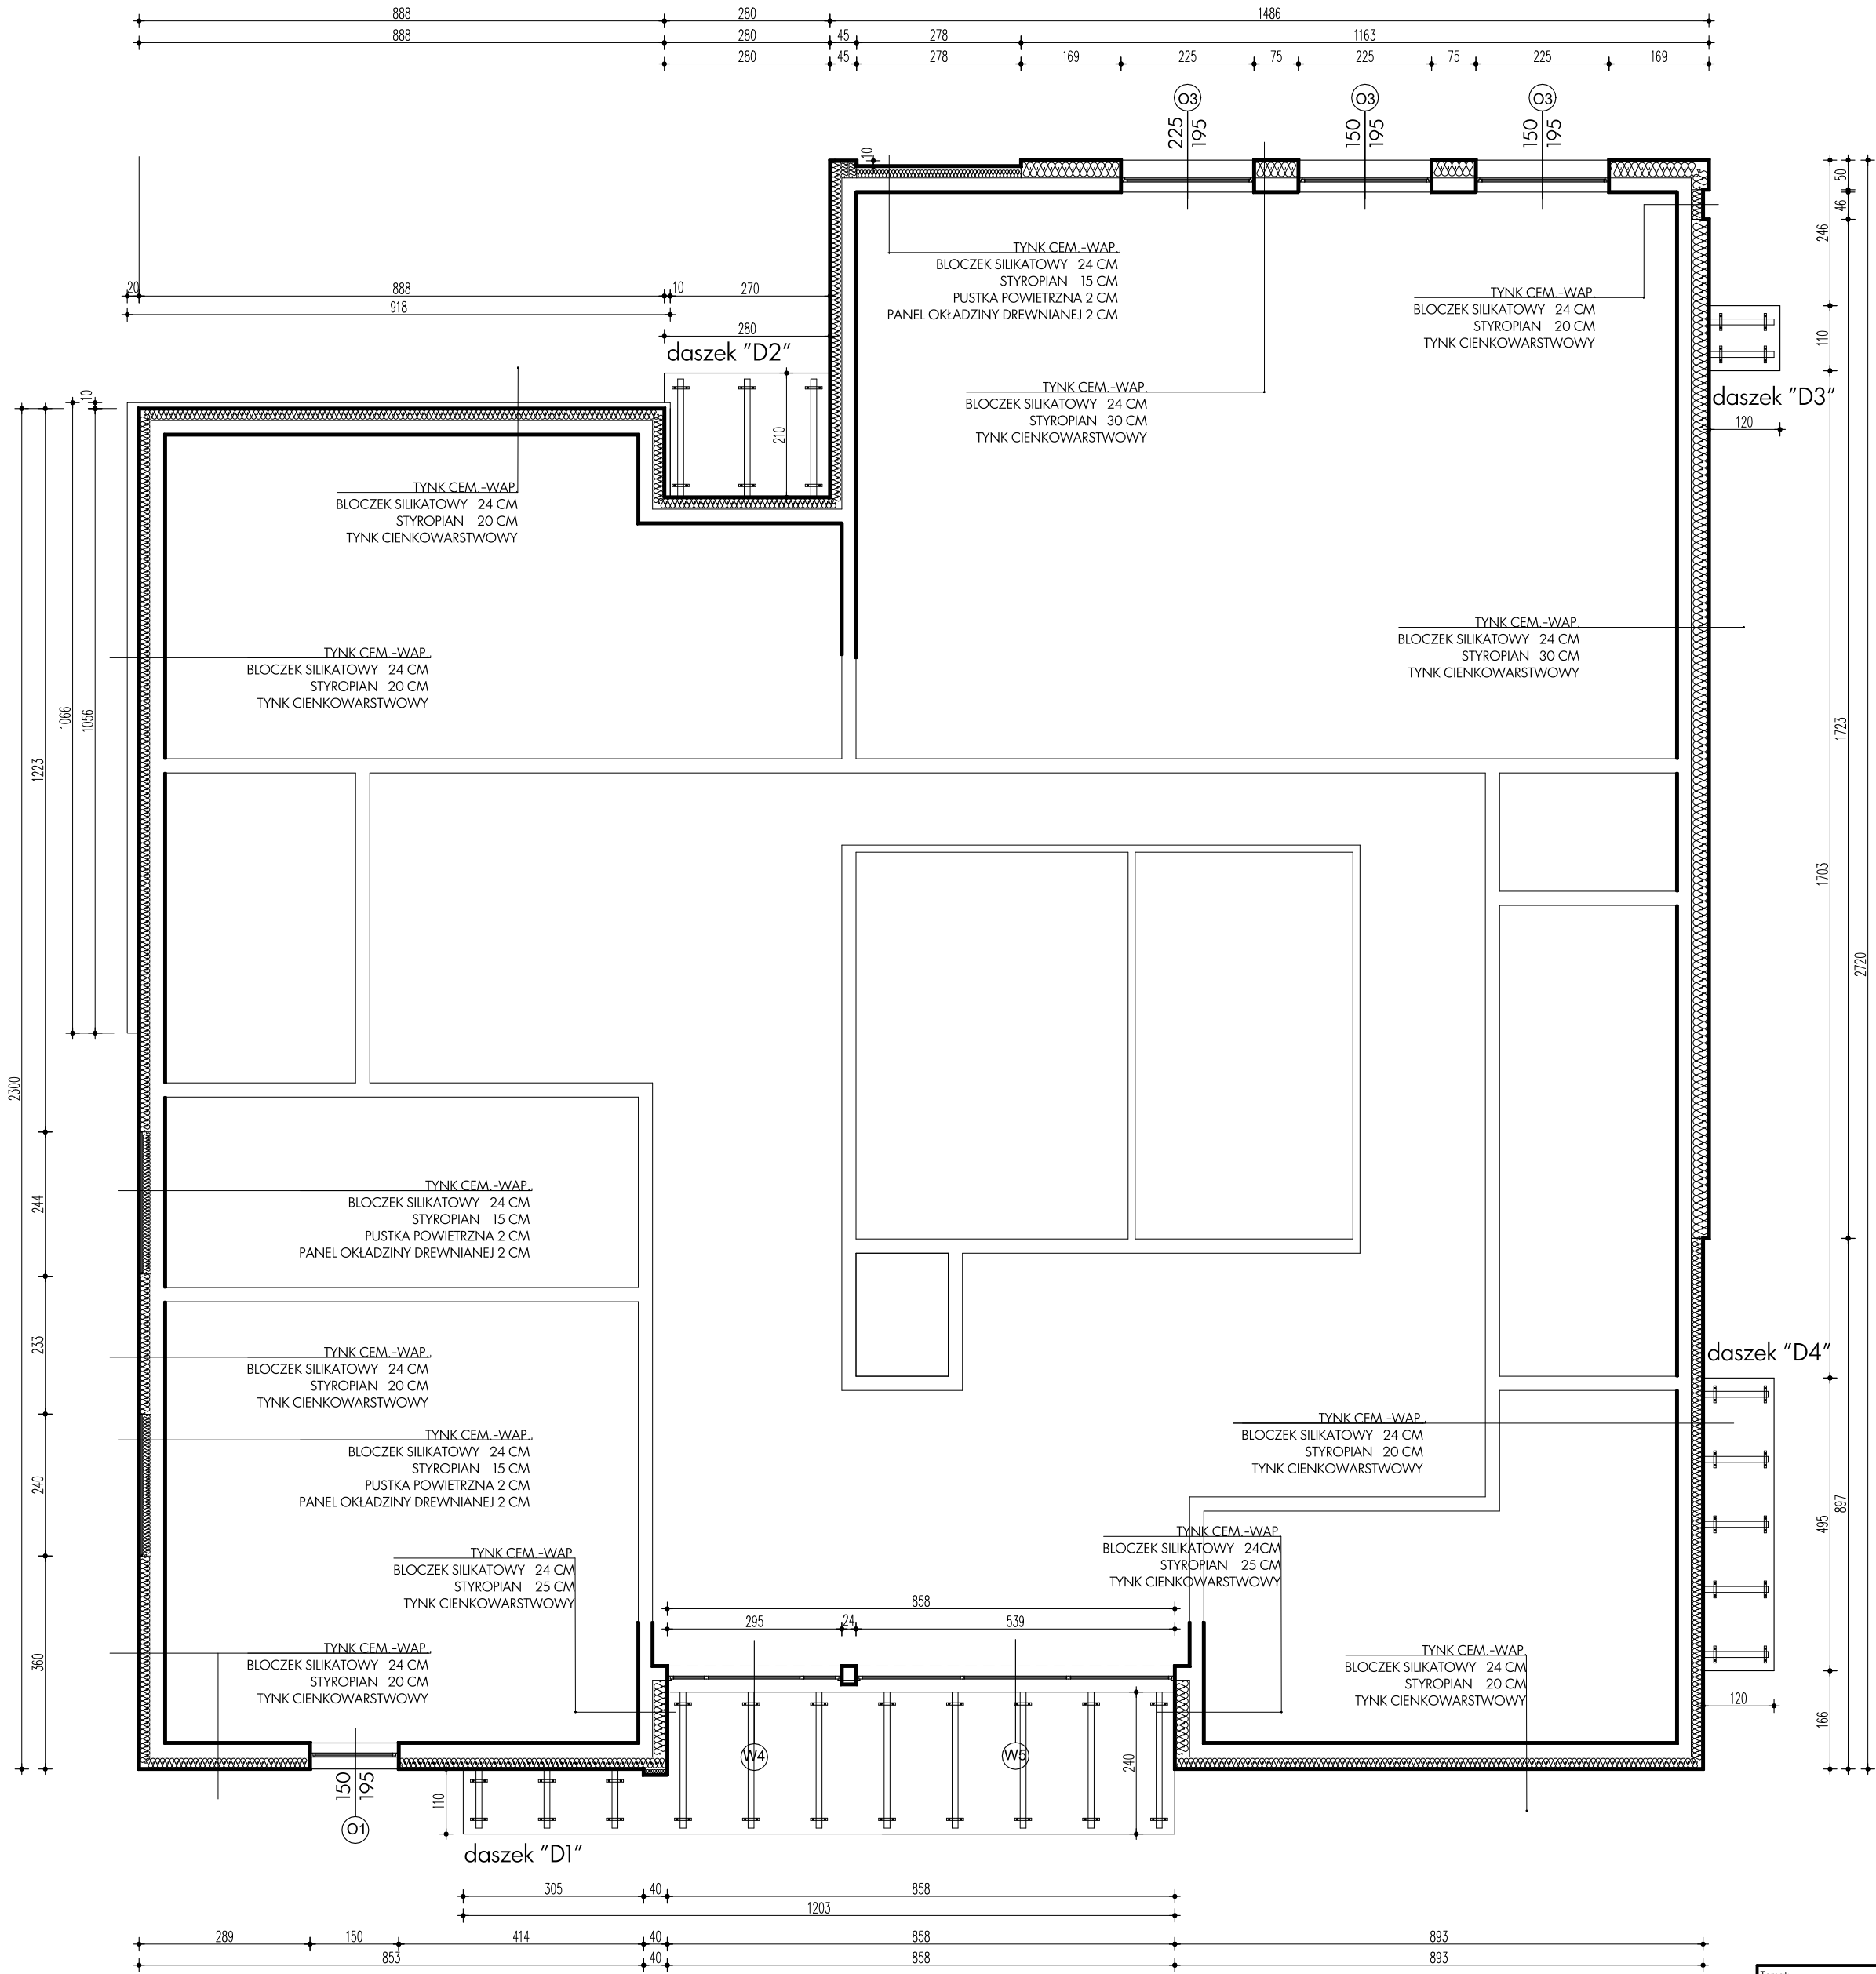 888
280
1486
888
280
45
278
1163
280
45
278
169
225
75
225
75
225
169
O3
O3
O3
225
195
150
195
150
195
10
50
46
246
TYNK CEM.-WAP.
BLOCZEK SILIKATOWY 24 CM
STYROPIAN 15 CM
PUSTKA POWIETRZNA 2 CM
PANEL OKŁADZINY DREWNIANEJ 2 CM
TYNK CEM.-WAP.
BLOCZEK SILIKATOWY 24 CM
STYROPIAN 20 CM
TYNK CIENKOWARSTWOWY
20
888
10
270
918
280
daszek "D2"
210
110
daszek "D3"
120
TYNK CEM.-WAP.
BLOCZEK SILIKATOWY 24 CM
STYROPIAN 30 CM
TYNK CIENKOWARSTWOWY
10
TYNK CEM.-WAP.
BLOCZEK SILIKATOWY 24 CM
STYROPIAN 20 CM
TYNK CIENKOWARSTWOWY
TYNK CEM.-WAP.
BLOCZEK SILIKATOWY 24 CM
STYROPIAN 30 CM
TYNK CIENKOWARSTWOWY
TYNK CEM.-WAP.
BLOCZEK SILIKATOWY 24 CM
STYROPIAN 20 CM
TYNK CIENKOWARSTWOWY
1066
1056
1223
1723
1703
2720
2300
244
TYNK CEM.-WAP.
BLOCZEK SILIKATOWY 24 CM
STYROPIAN 15 CM
PUSTKA POWIETRZNA 2 CM
PANEL OKŁADZINY DREWNIANEJ 2 CM
233
TYNK CEM.-WAP.
BLOCZEK SILIKATOWY 24 CM
STYROPIAN 20 CM
TYNK CIENKOWARSTWOWY
daszek "D4"
240
TYNK CEM.-WAP.
BLOCZEK SILIKATOWY 24 CM
STYROPIAN 15 CM
PUSTKA POWIETRZNA 2 CM
PANEL OKŁADZINY DREWNIANEJ 2 CM
TYNK CEM.-WAP.
BLOCZEK SILIKATOWY 24 CM
STYROPIAN 20 CM
TYNK CIENKOWARSTWOWY
495
897
TYNK CEM.-WAP.
BLOCZEK SILIKATOWY 24 CM
STYROPIAN 25 CM
TYNK CIENKOWARSTWOWY
TYNK CEM.-WAP.
BLOCZEK SILIKATOWY 24CM
STYROPIAN 25 CM
TYNK CIENKOWARSTWOWY
858
295
24
539
360
TYNK CEM.-WAP.
BLOCZEK SILIKATOWY 24 CM
STYROPIAN 20 CM
TYNK CIENKOWARSTWOWY
TYNK CEM.-WAP.
BLOCZEK SILIKATOWY 24 CM
STYROPIAN 20 CM
TYNK CIENKOWARSTWOWY
120
166
W4
W5
240
150
195
O1
110
daszek "D1"
305
40
858
1203
289
150
414
40
858
893
853
40
858
893